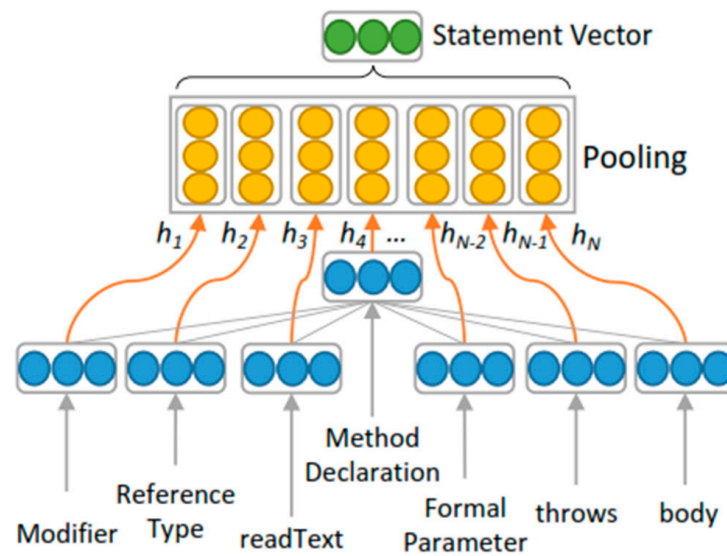 Statement Vector
Pooling
h1 h2 h3 h4 ... hN-2 hN-1 hN
Method
Declaration
Modifier
Reference
Type
readText
Formal
Parameter
throws
body